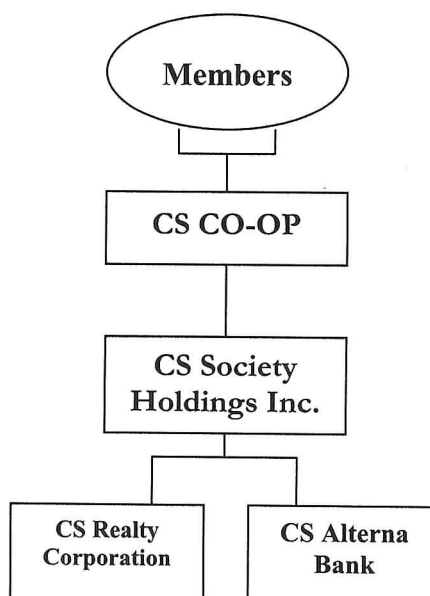 Members
CS CO-OP
CS Society
Holdings Inc.
CS Realty
Corporation
CS Alterna
Bank